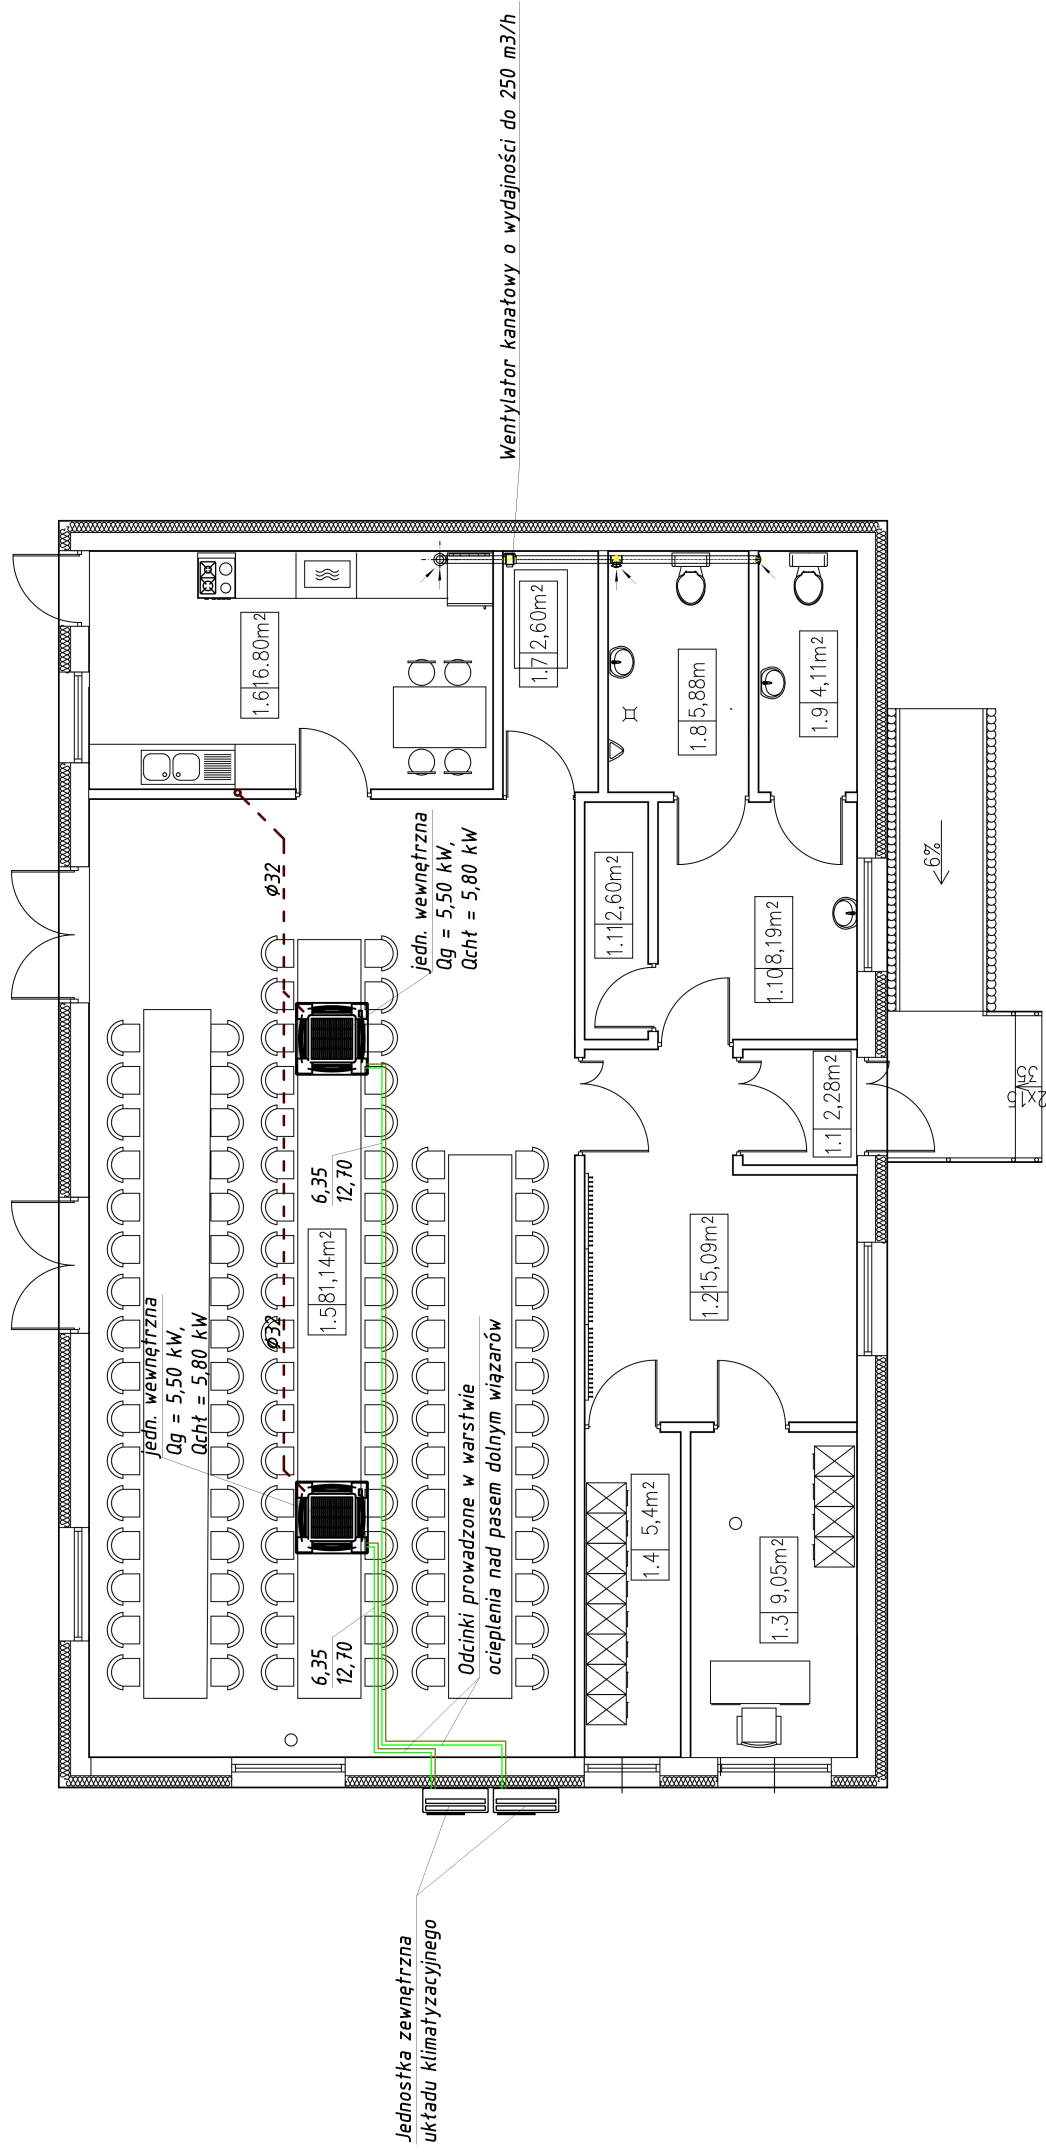 Wentylator kanałowy o wydajności do 250 m3/h
1.6 16.80m²
1.7 2,60m²
1.8 5,88m
1.9 4,11m²
ø32
jedn. wewnętrzna
Qg = 5,50 kW,
Qchł = 5,80 kW
1.11 2,60m²
1.10 8,19m²
6%
6,35
12,70
1.5 81,14m²
1.1 2,28m²
2x15
35
1.2 15,09m²
jedn. wewnętrzna
Qg = 5,50 kW,
Qchł = 5,80 kW
ø32
6,35
12,70
Odcinki prowadzone w warstwie
ocieplenia nad pasem dolnym wiązarów
1.4 5,4m²
1.3 9,05m²
Jednostka zewnętrzna
układu klimatyzacyjnego